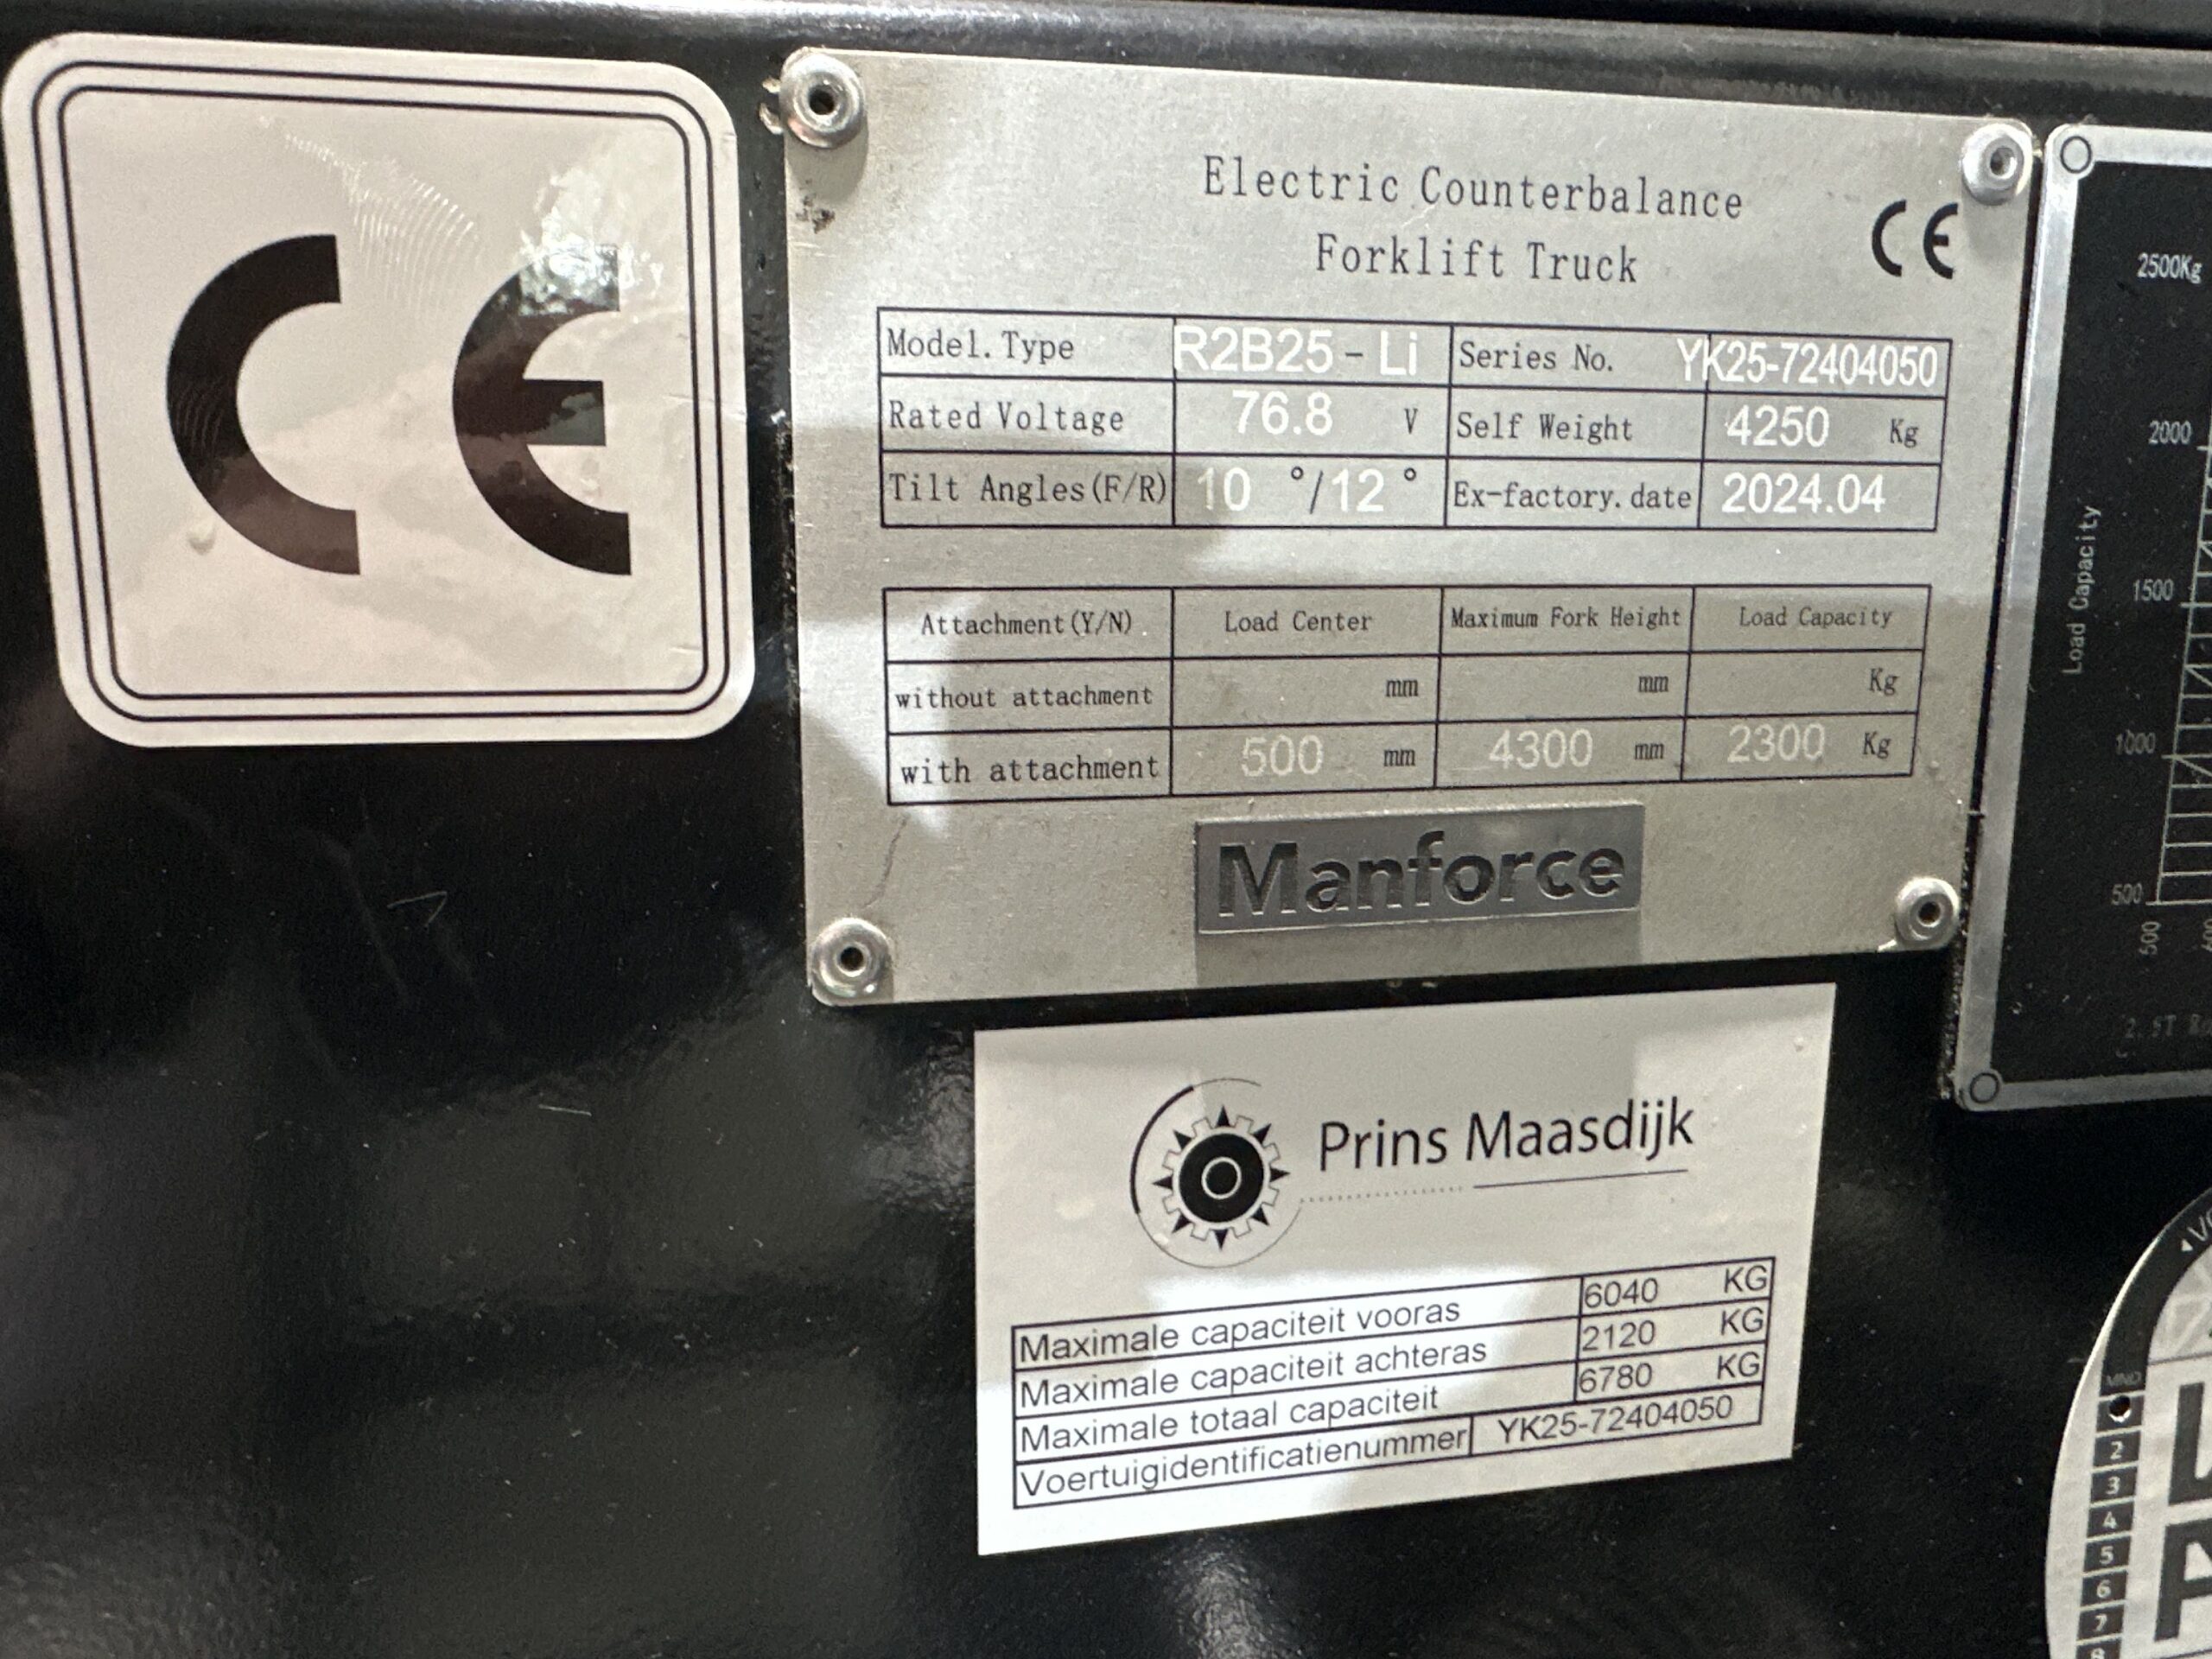 CE
Electric Counterbalance
Forklift Truck
CE
Model.Type R2B25-Li Series No. YK25-72404050
Rated Voltage 76.8 V Self Weight 4250 Kg
Tilt Angles(F/R) 10 °/12 ° Ex-factory.date 2024.04
Attachment(Y/N) Load Center Maximum Fork Height Load Capacity
without attachment mm mm Kg
with attachment 500 mm 4300 mm 2300 Kg
Manforce
Prins Maasdijk
Maximale capaciteit vooras 6040 KG
Maximale capaciteit achteras 2120 KG
Maximale totaal capaciteit 6780 KG
Voertuigidentificatienummer YK25-72404050
2500Kg
2000
1500
1000
500
Load Capacity
500
2.5T
MND
2
3
4
5
6
7
8